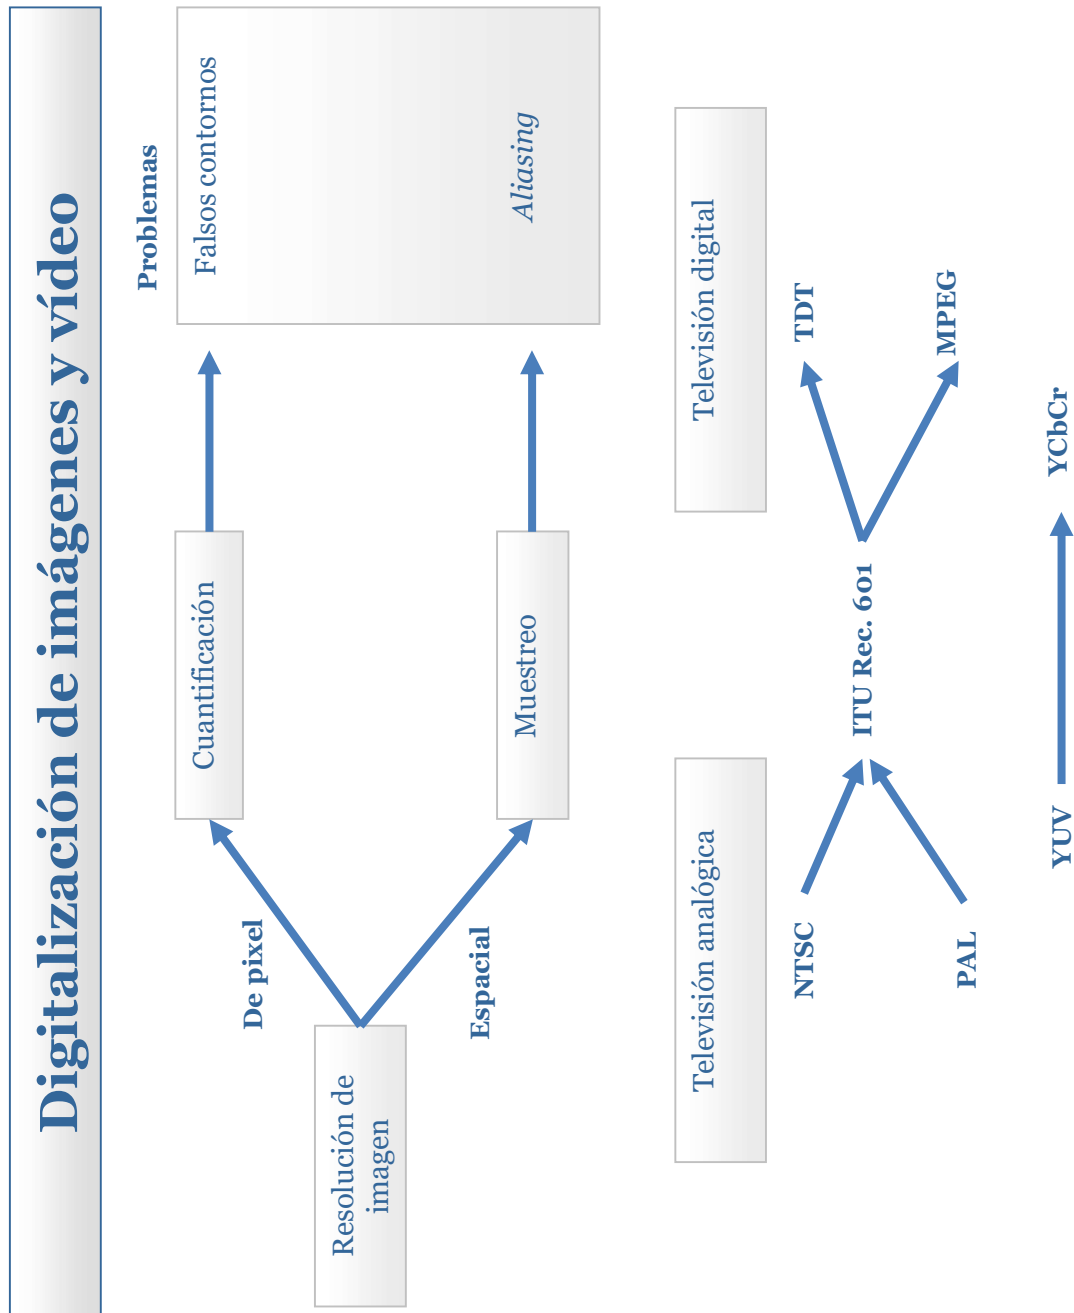 Digitalización de imágenes y vídeo
Problemas
De pixel
Cuantificación
Falsos contornos
Resolución de
imagen
Espacial
Muestreo
Aliasing
Televisión analógica
Televisión digital
NTSC
TDT
ITU Rec. 601
PAL
MPEG
YUV
YCbCr